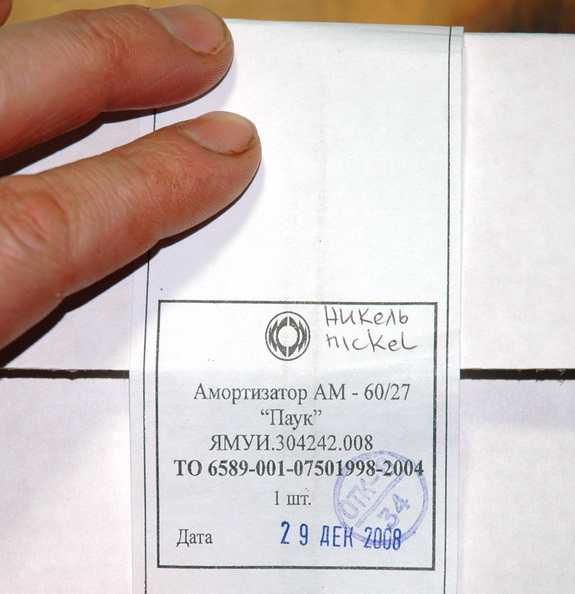 никель
nickel
Амортизатор АМ - 60/27
“Паук”
ЯМУИ.304242.008
ТО 6589-001-07501998-2004
1 шт.
ОТК-
34
Дата
29 ДЕК 2008